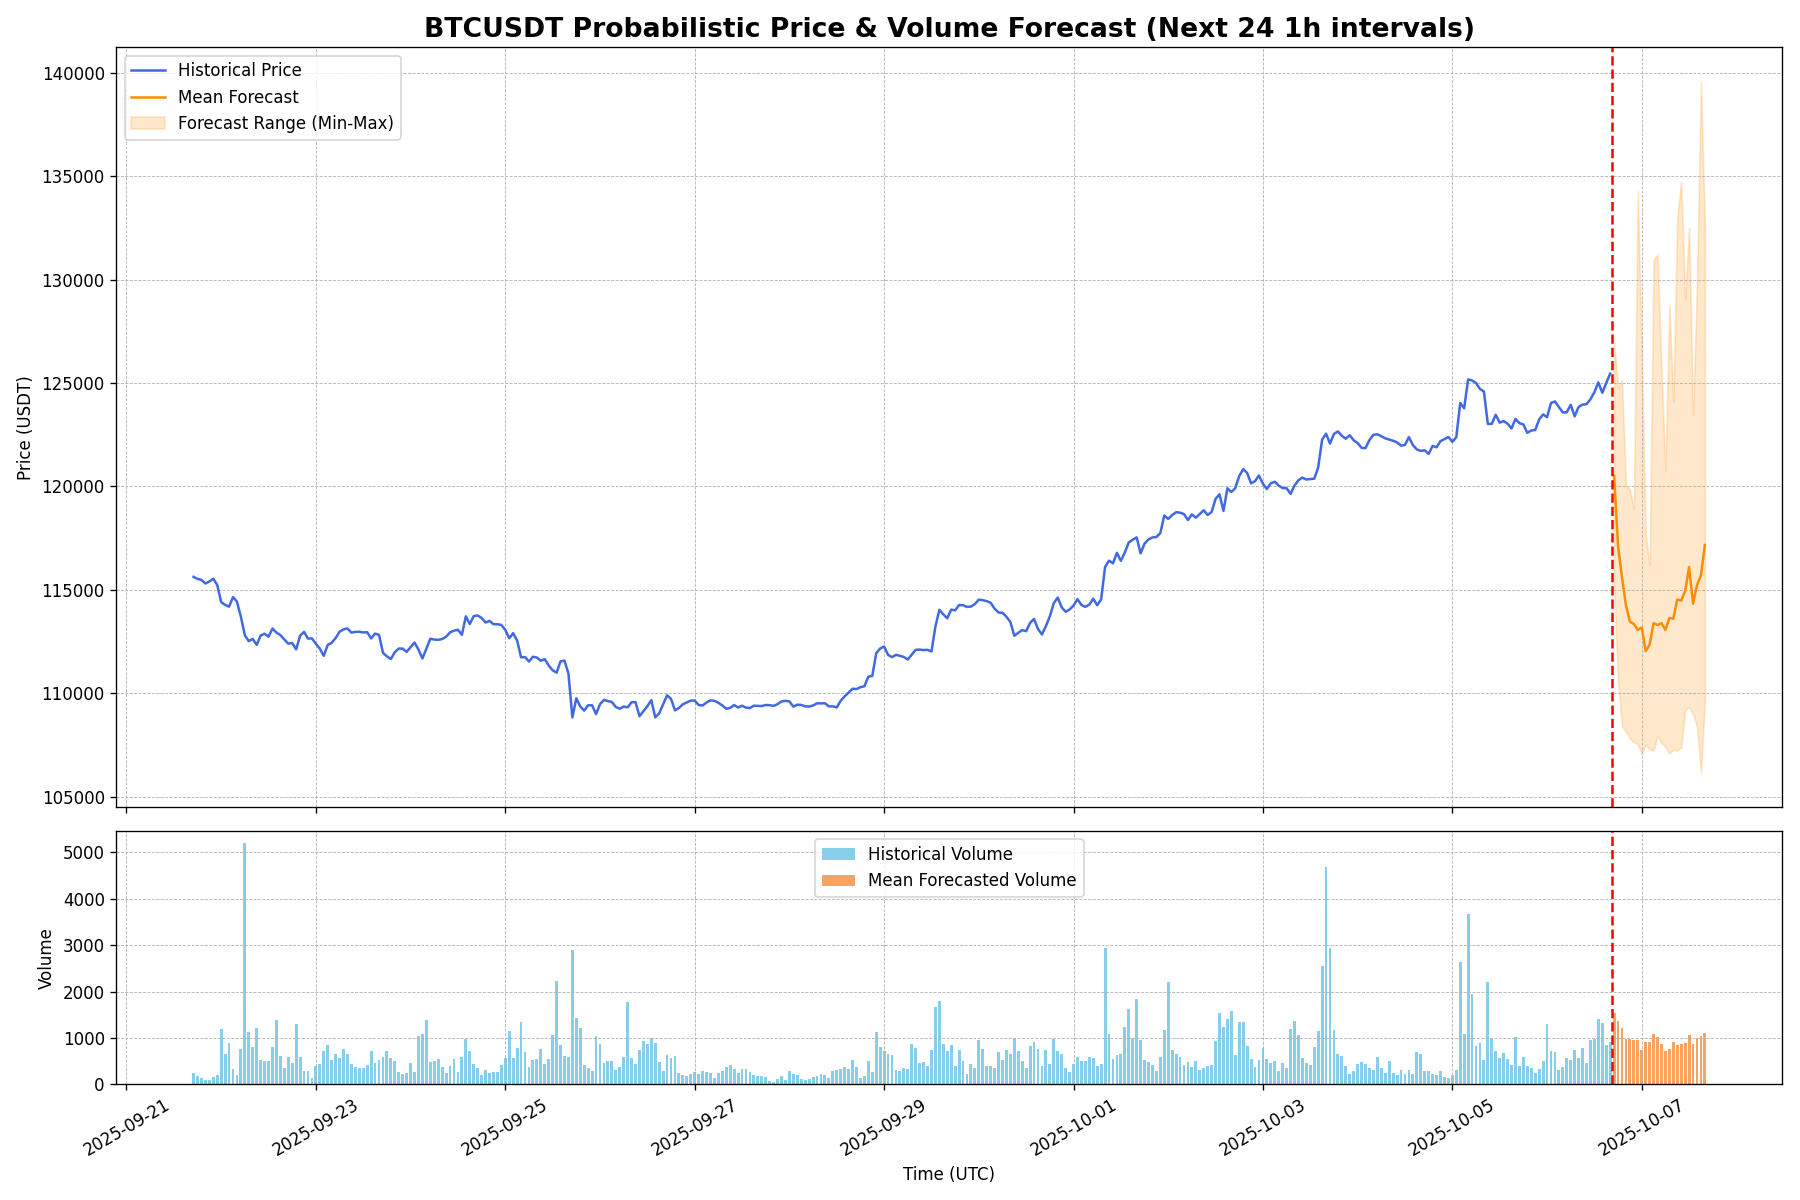 BTCUSDT Probabilistic Price & Volume Forecast (Next 24 1h intervals)
Historical Price
Mean Forecast
Forecast Range (Min-Max)
140000
135000
130000
125000
120000
115000
110000
105000
Price (USDT)
Historical Volume
Mean Forecasted Volume
5000
4000
3000
2000
1000
0
Volume
2025-09-21
2025-09-23
2025-09-25
2025-09-27
2025-09-29
2025-10-01
2025-10-03
2025-10-05
2025-10-07
Time (UTC)